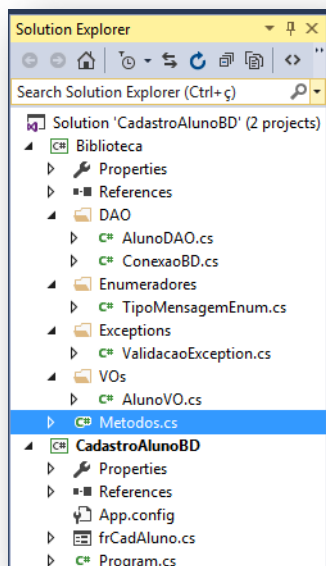 Solution Explorer
Search Solution Explorer (Ctrl+ç)
Solution 'CadastroAlunoBD' (2 projects)
C# Biblioteca
Properties
References
DAO
C# AlunoDAO.cs
C# ConexaoBD.cs
Enumeradores
C# TipoMensagemEnum.cs
Exceptions
C# ValidacaoException.cs
VOs
C# AlunoVO.cs
C# Metodos.cs
C# CadastroAlunoBD
Properties
References
App.config
frCadAluno.cs
C# Program.cs